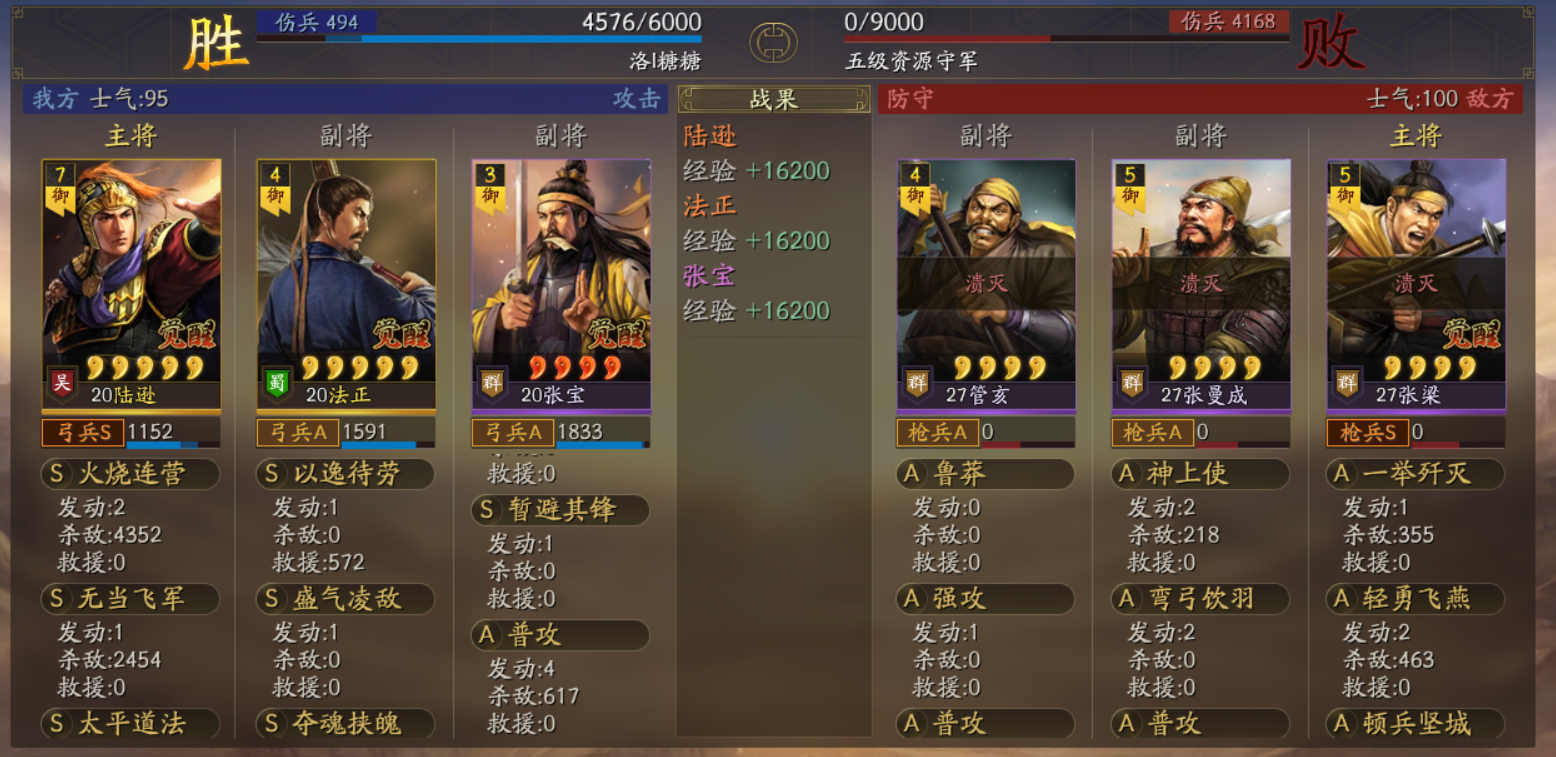 胜
伤兵 494
4576/6000
洛l糖糖
0/9000
伤兵 4168
五级资源守军
败
我方 士气:95
攻击
战果
防守
士气:100 敌方
主将
副将
副将
陆逊
经验 +16200
法正
经验 +16200
张宝
经验 +16200
副将
副将
主将
7
御
觉醒
吴
20陆逊
弓兵S
1152
S 火烧连营
发动:2
杀敌:4352
救援:0
S 无当飞军
发动:1
杀敌:2454
救援:0
S 太平道法
4
御
觉醒
蜀
20法正
弓兵A
1591
S 以逸待劳
发动:1
杀敌:0
救援:572
S 盛气凌敌
发动:1
杀敌:0
救援:0
S 夺魂挟魄
3
御
觉醒
群
20张宝
弓兵A
1833
救援:0
S 暂避其锋
发动:1
杀敌:0
救援:0
A 普攻
发动:4
杀敌:617
救援:0
4
御
溃灭
群
27管亥
枪兵A
0
A 鲁莽
发动:0
杀敌:0
救援:0
A 强攻
发动:1
杀敌:0
救援:0
A 普攻
5
御
溃灭
群
27张曼成
枪兵A
0
A 神上使
发动:2
杀敌:218
救援:0
A 弯弓饮羽
发动:2
杀敌:0
救援:0
A 普攻
5
御
溃灭
觉醒
群
27张梁
枪兵S
0
A 一举歼灭
发动:1
杀敌:355
救援:0
A 轻勇飞燕
发动:2
杀敌:463
救援:0
A 顿兵坚城